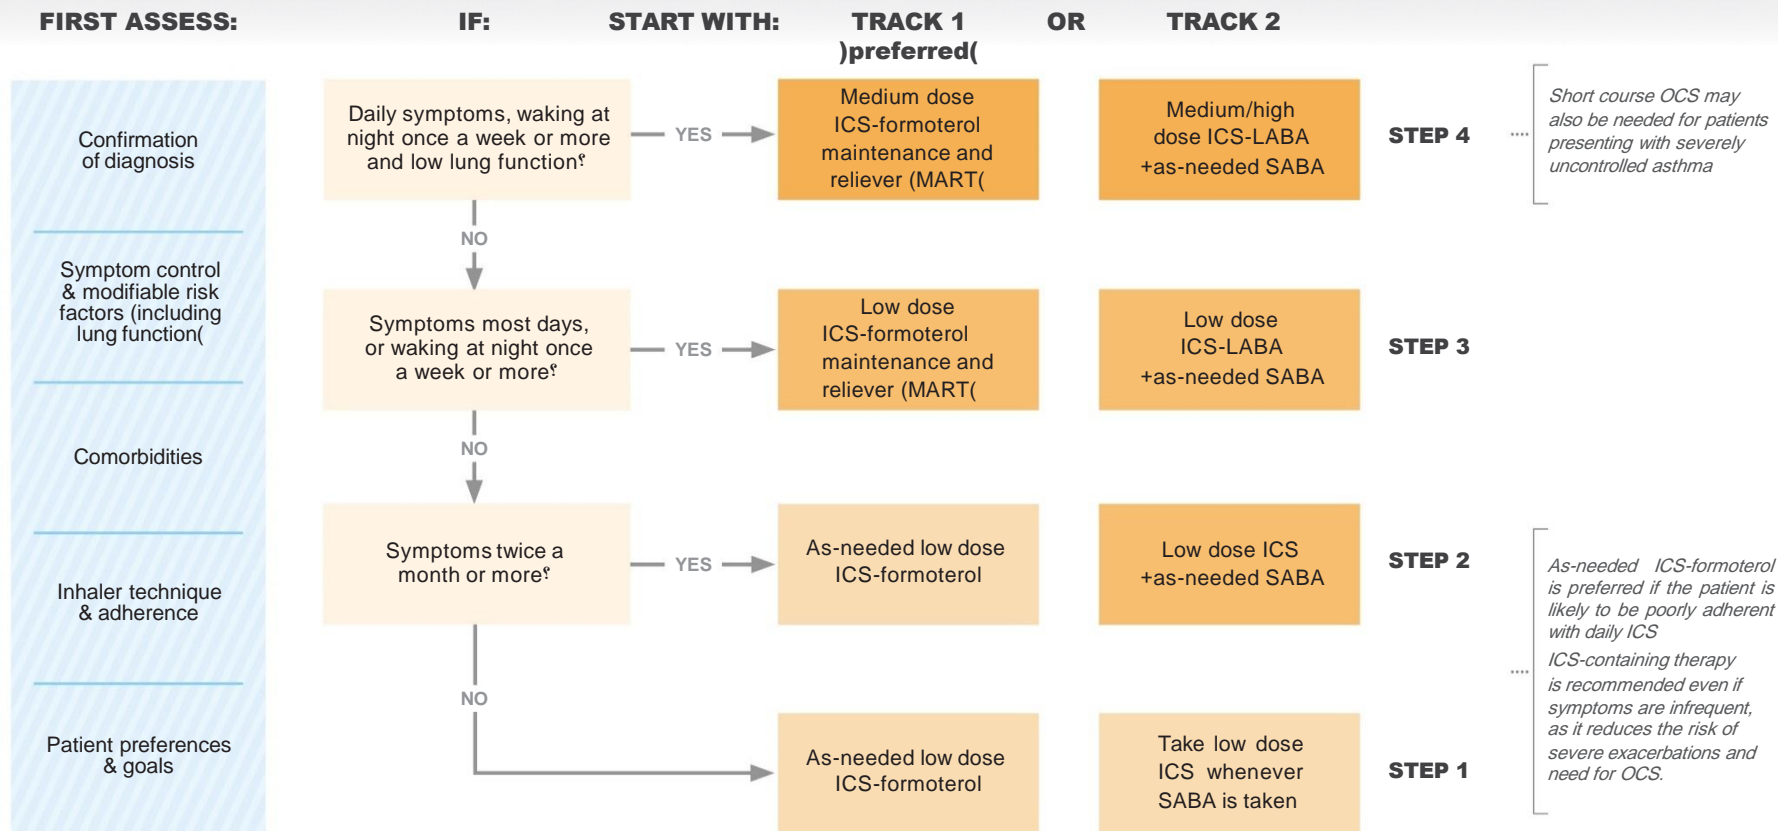 FIRST ASSESS:
IF:
START WITH:
TRACK 1
)preferred(
OR
TRACK 2
Confirmation
of diagnosis
Symptom control
& modifiable risk
factors (including
lung function(
Comorbidities
Inhaler technique
& adherence
Patient preferences
& goals
Daily symptoms, waking at
night once a week or more
and low lung function؟
YES
Medium dose
ICS-formoterol
maintenance and
reliever (MART(
Medium/high
dose ICS-LABA
+as-needed SABA
STEP 4
Short course OCS may
also be needed for patients
presenting with severely
uncontrolled asthma
NO
Symptoms most days,
or waking at night once
a week or more؟
YES
Low dose
ICS-formoterol
maintenance and
reliever (MART(
Low dose
ICS-LABA
+as-needed SABA
STEP 3
NO
Symptoms twice a
month or more؟
YES
As-needed low dose
ICS-formoterol
Low dose ICS
+as-needed SABA
STEP 2
NO
As-needed low dose
ICS-formoterol
Take low dose
ICS whenever
SABA is taken
STEP 1
As-needed ICS-formoterol
is preferred if the patient is
likely to be poorly adherent
with daily ICS
ICS-containing therapy
is recommended even if
symptoms are infrequent,
as it reduces the risk of
severe exacerbations and
need for OCS.